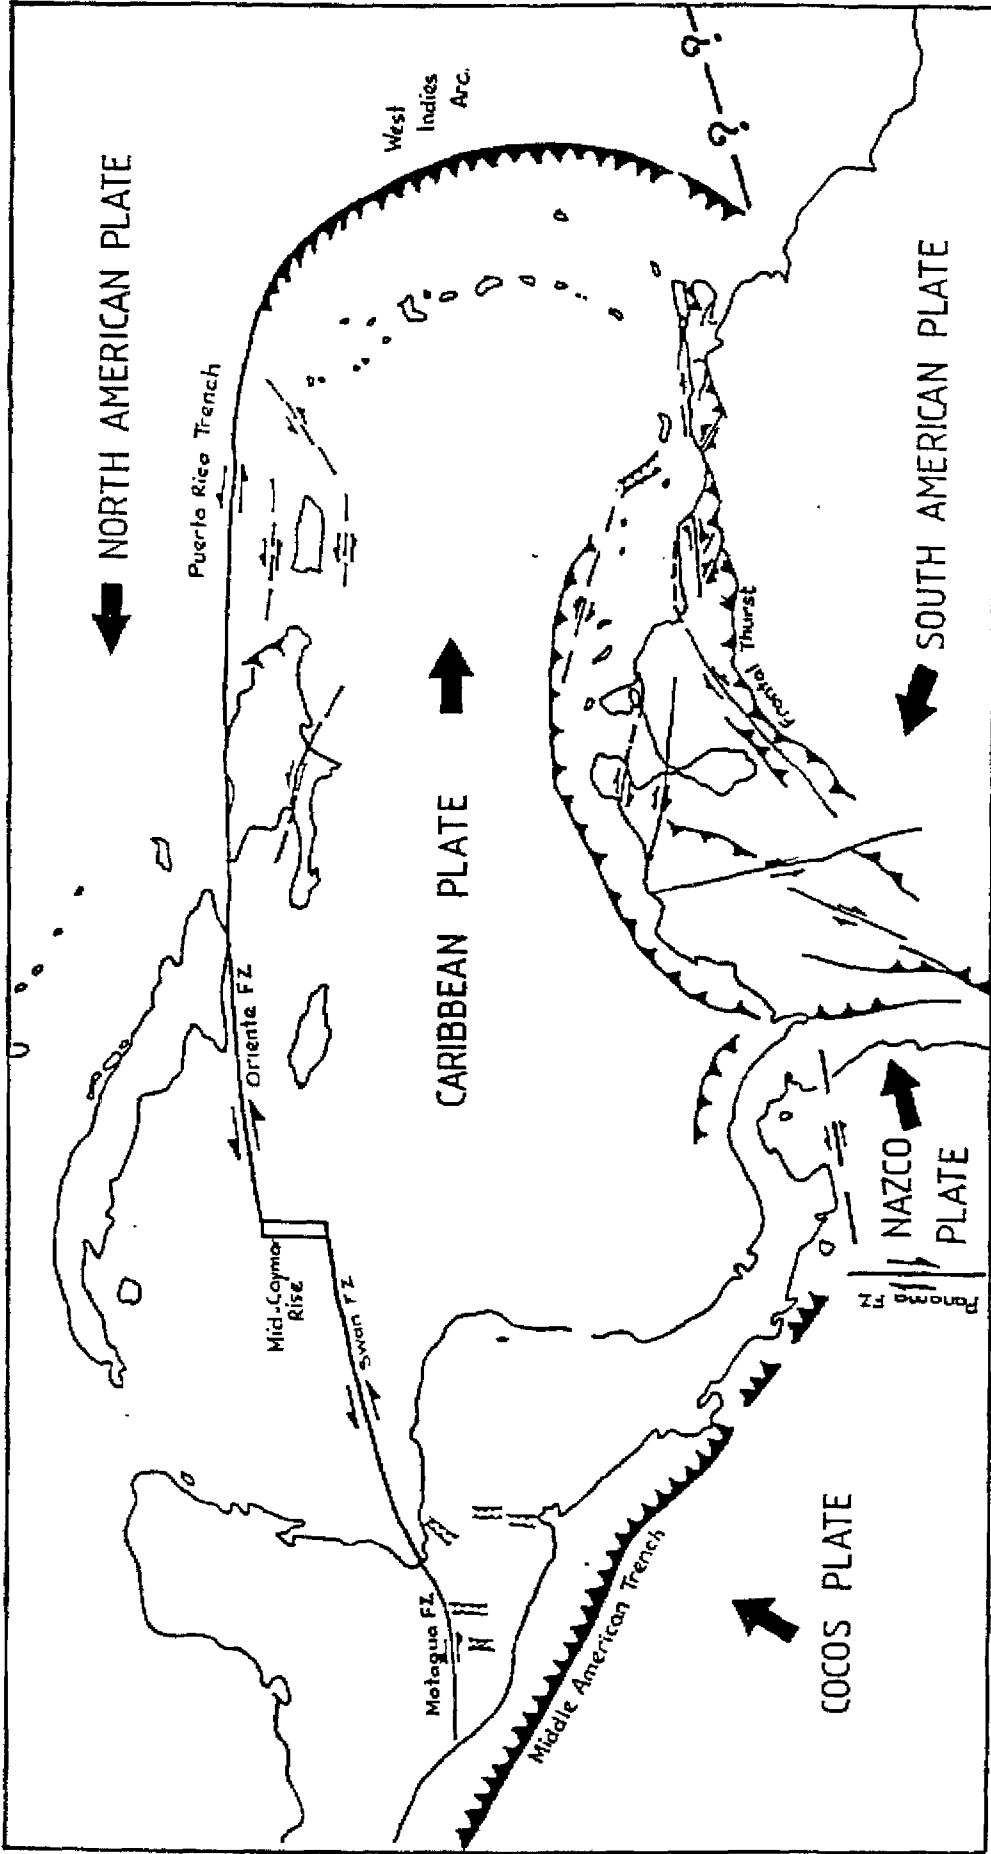 NORTH AMERICAN PLATE
West
Indies
Arc.
Puerto Rico Trench
Oriente FZ
Mid-Cayman
Rise
Swan FZ
Motagua FZ
CARIBBEAN PLATE
Middle American Trench
COCOS PLATE
Panama
FZ
NAZCO
PLATE
Frontal Thurst
SOUTH AMERICAN PLATE
?
?